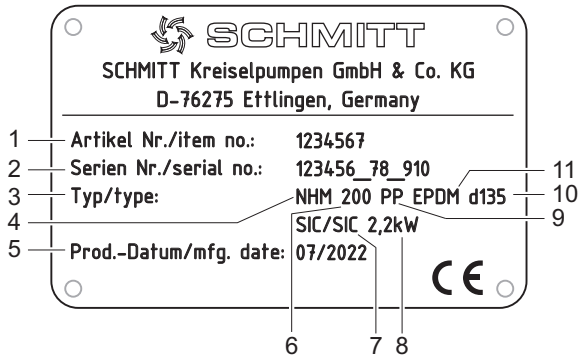 SCHMITT
SCHMITT Kreiselpumpen GmbH & Co. KG
D-76275 Ettlingen, Germany
1 Artikel Nr./item no.: 1234567
2 Serien Nr./serial no.: 123456_78_910 11
3 Typ/type: NHM 200 PP EPDM d135 10
4 9
SIC/SIC 2,2kW
5 Prod.-Datum/mfg. date: 07/2022
CE
6 7 8